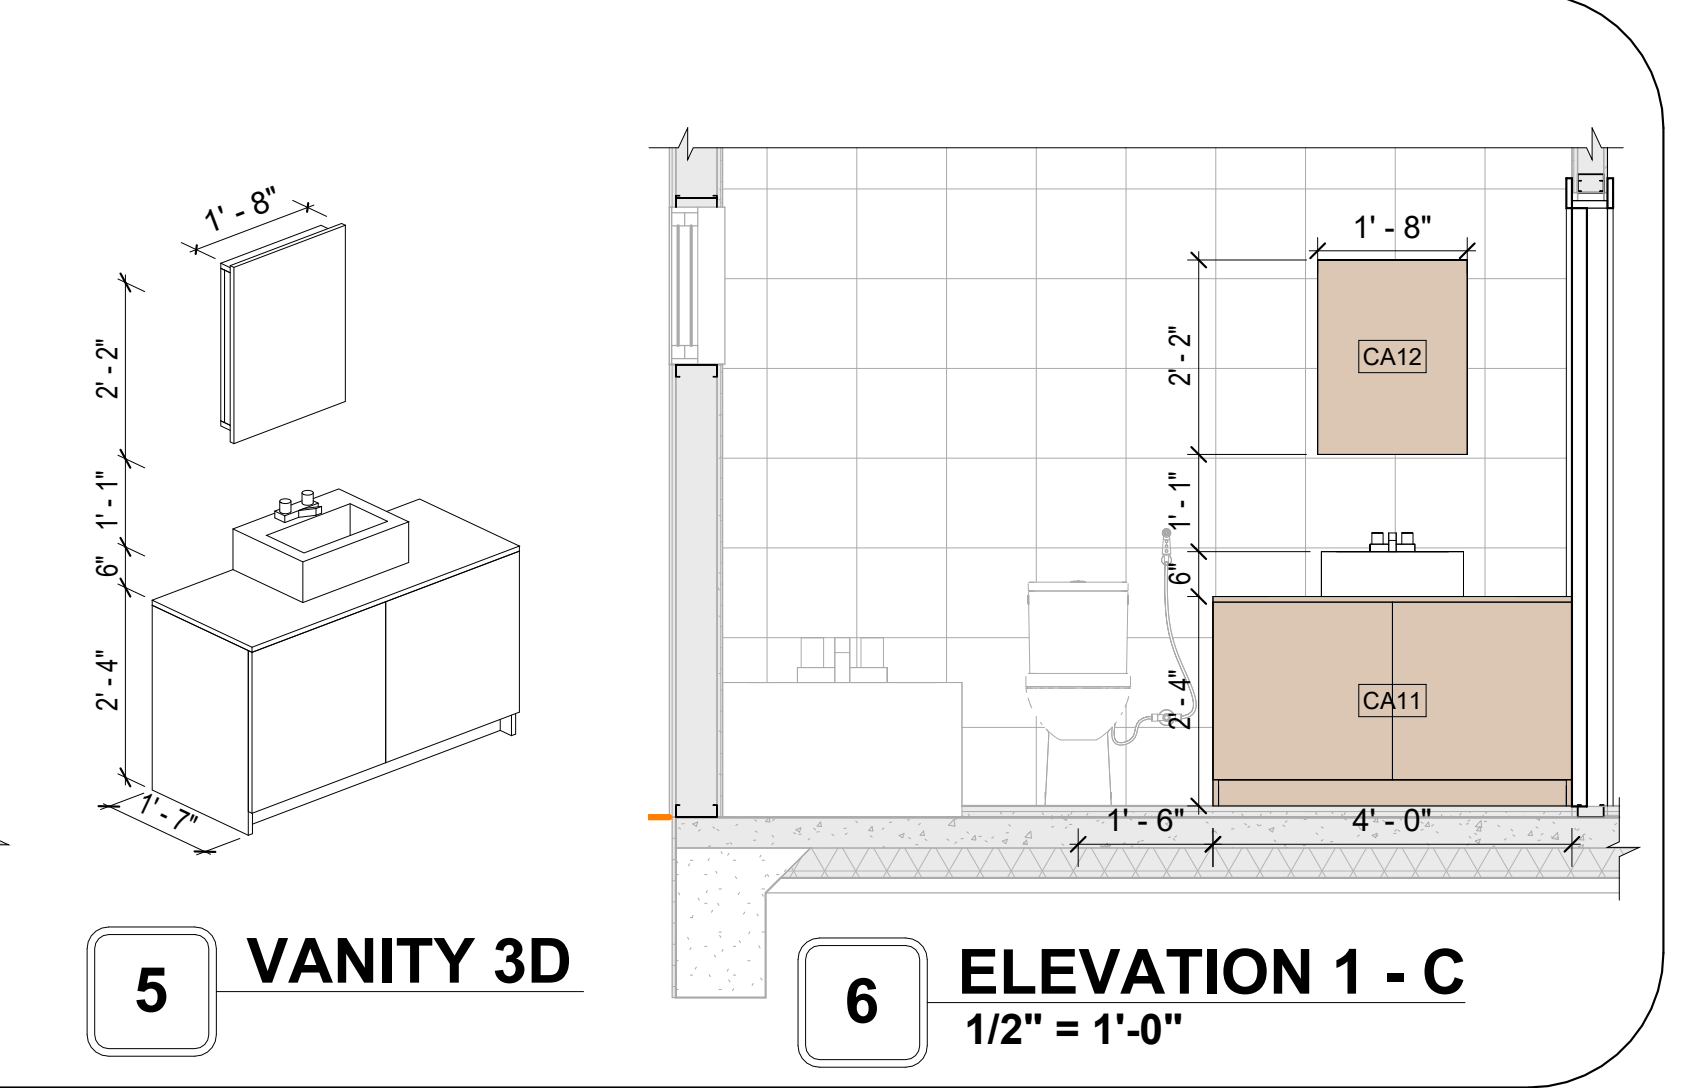 1' - 8"
2' - 2"
1' - 1"
6"
2' - 4"
1' - 7"
5
VANITY 3D
1' - 8"
2' - 2"
CA12
1' - 1"
6"
2' - 4"
CA11
1' - 6"
4' - 0"
6
ELEVATION 1 - C
1/2" = 1'-0"